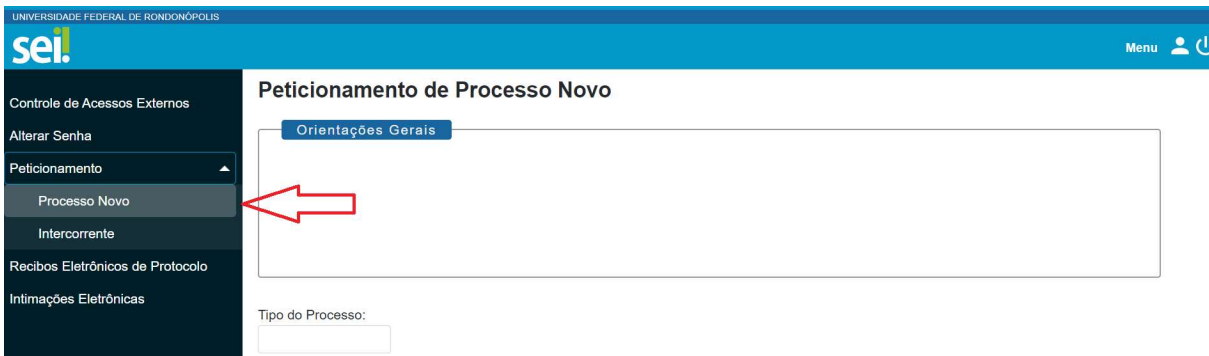 UNIVERSIDADE FEDERAL DE RONDONÓPOLIS
sei!
Menu
Controle de Acessos Externos
Alterar Senha
Peticionamento
Processo Novo
Intercorrente
Recibos Eletrônicos de Protocolo
Intimações Eletrônicas
Peticionamento de Processo Novo
Orientações Gerais
Tipo do Processo: